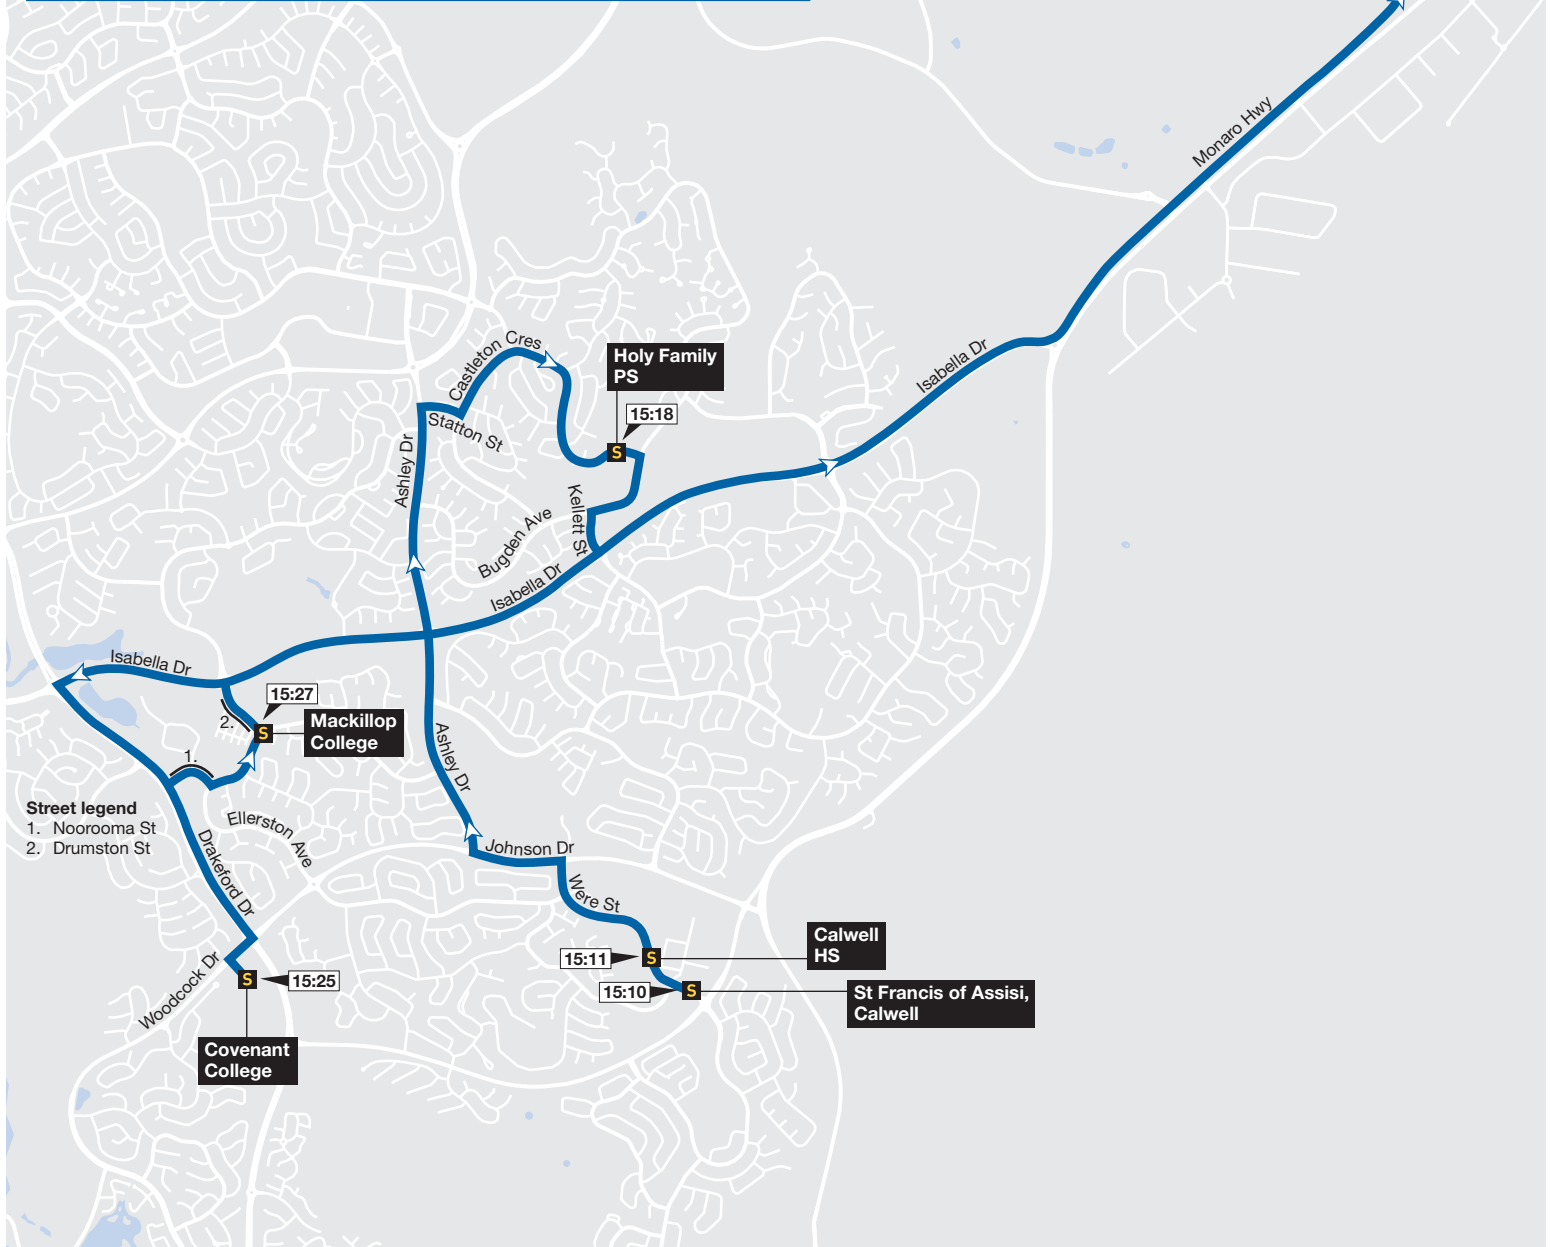 Monaro Hwy
Isabella Dr
Castleton Cres
Holy Family
PS
15:18
Statton St
Ashley Dr
Kellett St
Bugden Ave
Isabella Dr
Isabella Dr
15:27
2.
Mackillop
College
1.
Ashley Dr
Street legend
1. Noorooma St
2. Drumston St
Ellerston Ave
Drakeford Dr
Johnson Dr
Were St
Calwell
HS
15:11
15:10
St Francis of Assisi,
Calwell
Woodcock Dr
15:25
Covenant
College
S
S
S
S
S